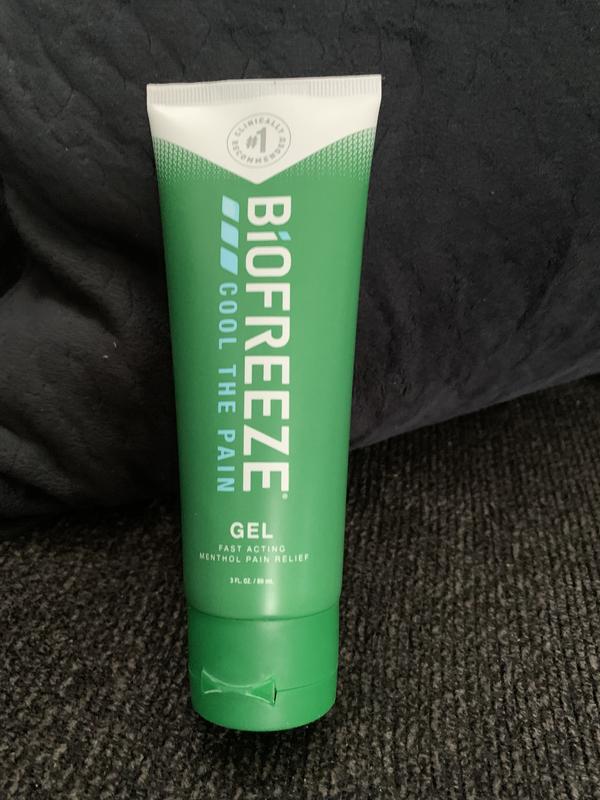 #1
CLINICALLY RECOMMENDED
BIOFREEZE®
COOL THE PAIN
GEL
FAST ACTING
MENTHOL PAIN RELIEF
3 FL. OZ. / 89 mL